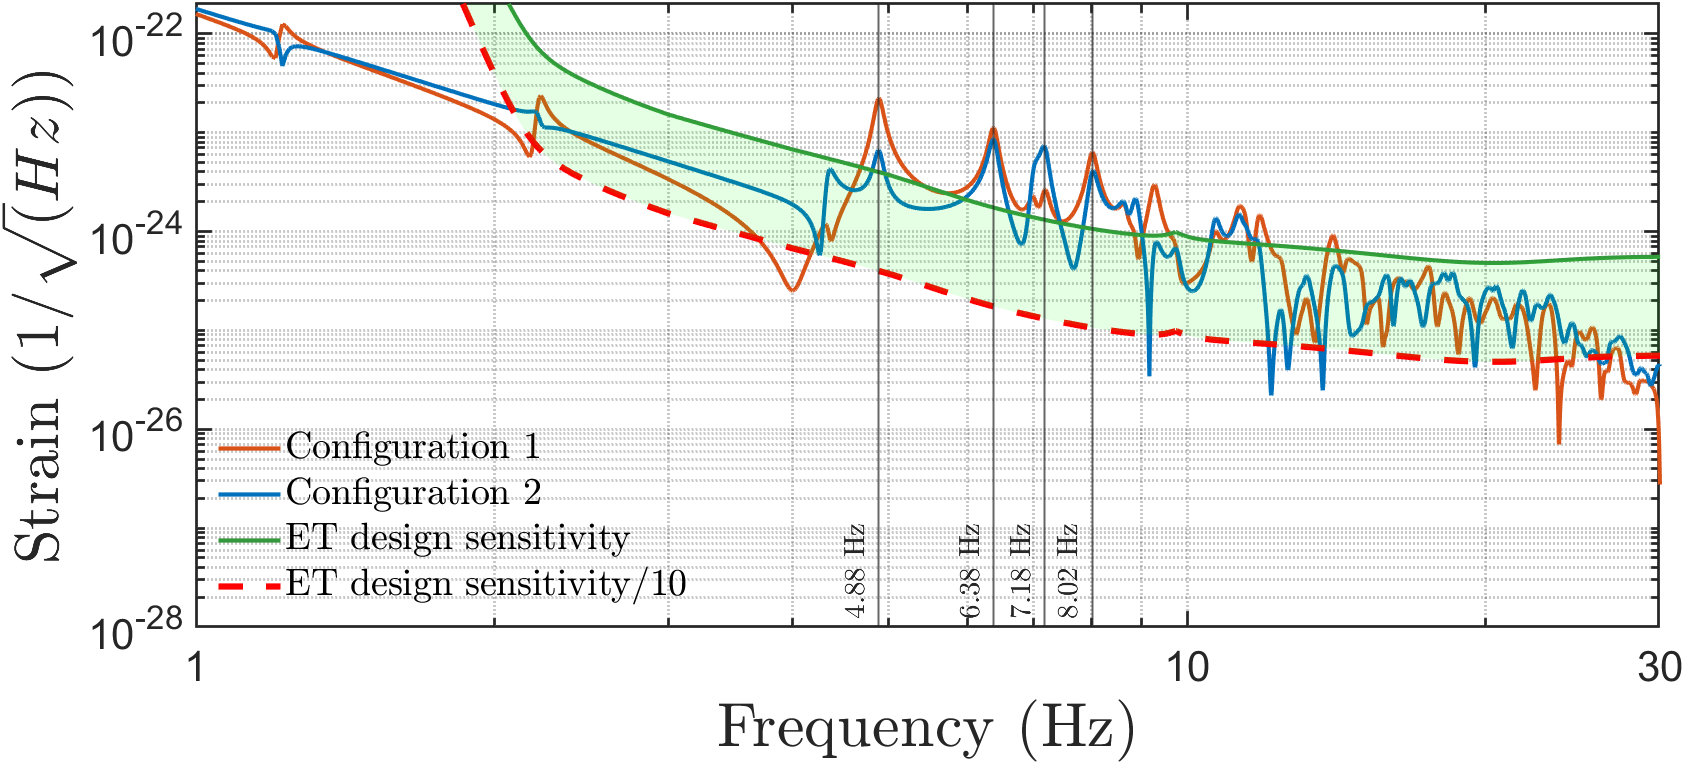 Strain (1/√(Hz))
10-22
10-24
10-26
10-28
Configuration 1
Configuration 2
ET design sensitivity
ET design sensitivity/10
4.88 Hz
6.38 Hz
7.18 Hz
8.02 Hz
1
10
30
Frequency (Hz)